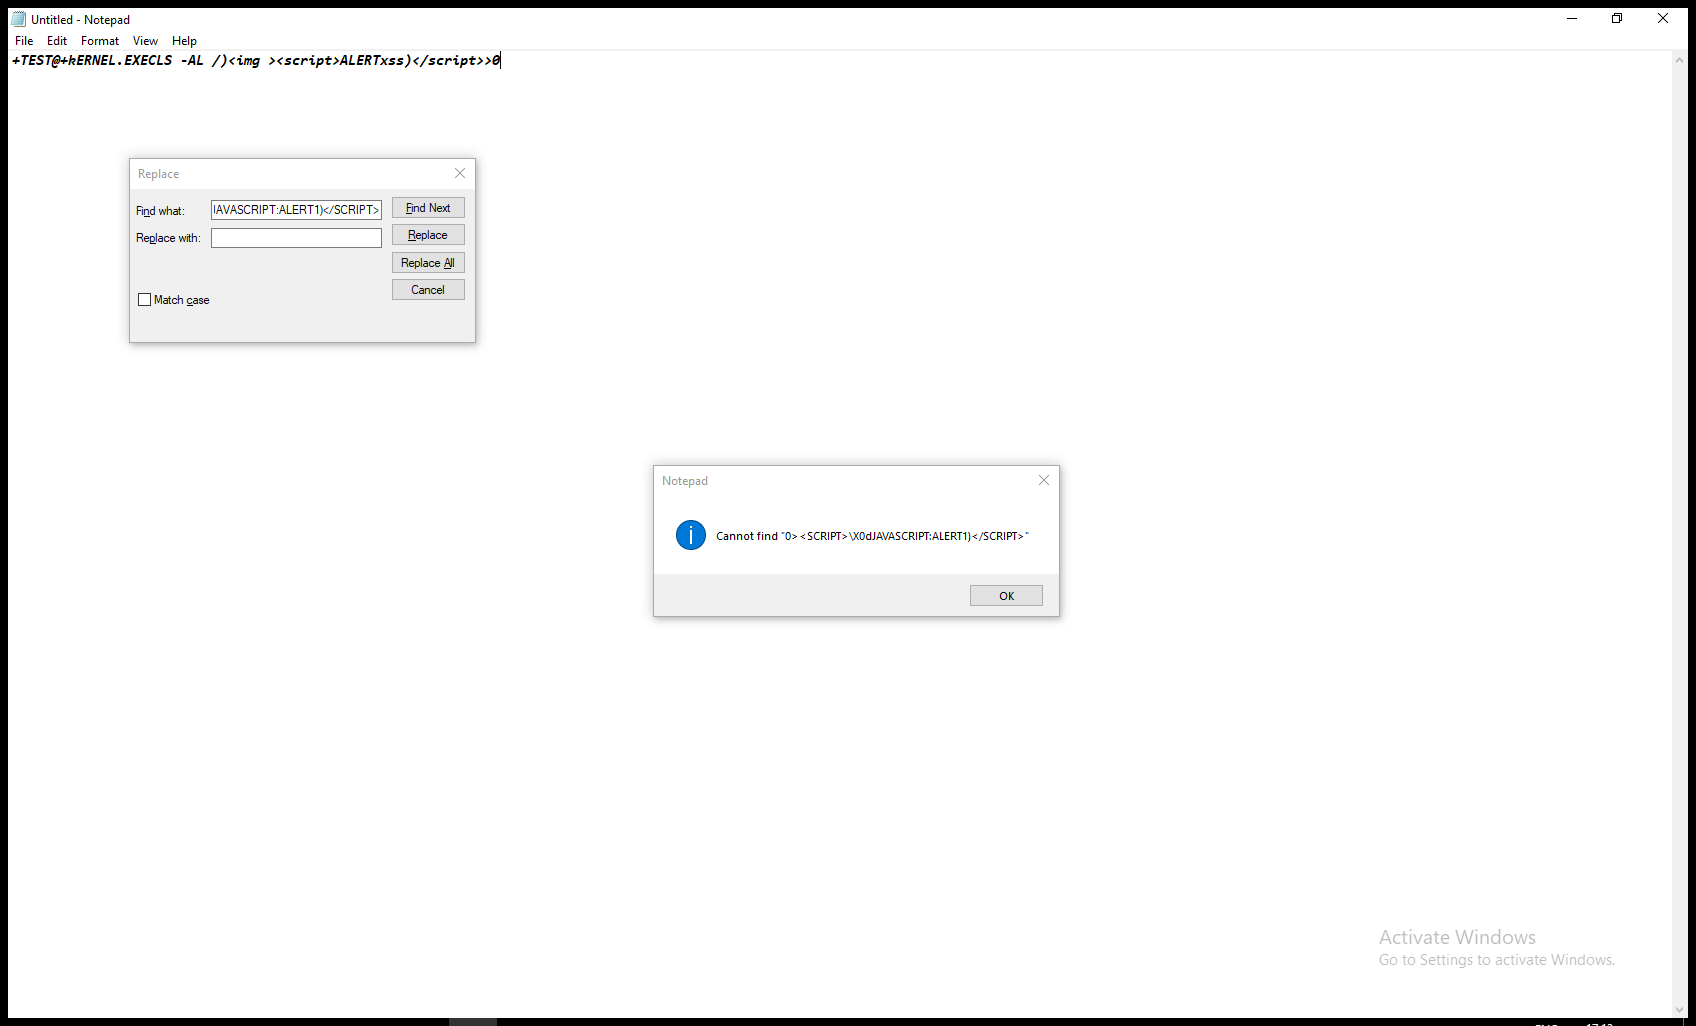 Untitled - Notepad
File Edit Format View Help
+TEST@+kERNEL.EXECLS -AL /)<img ><script>ALERTxss)</script>>0
Replace
Find what: JAVASCRIPT:ALERT1)</SCRIPT> Find Next
Replace with: Replace
Replace All
Cancel
Match case
Notepad
Cannot find "0><SCRIPT>\X0dJAVASCRIPT:ALERT1)</SCRIPT>"
OK
Activate Windows
Go to Settings to activate Windows.